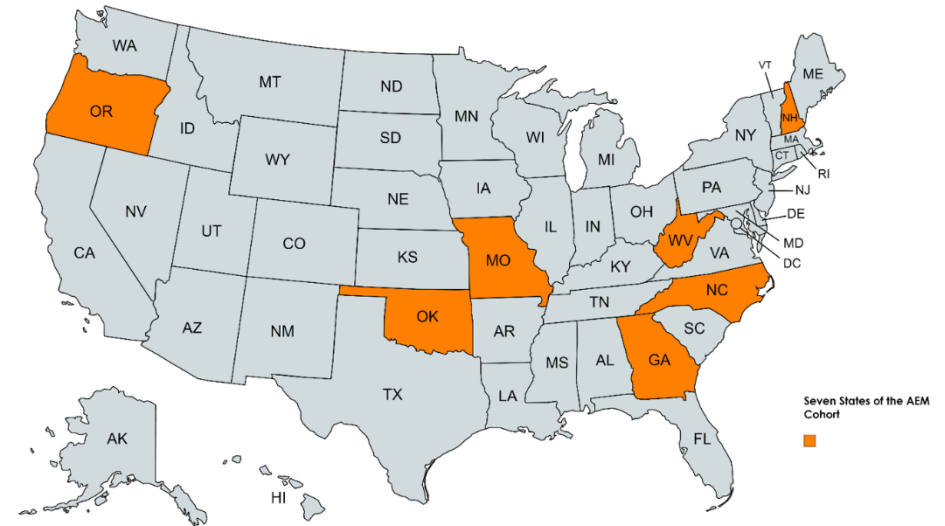 WA
MT
ND
MN
VT
ME
OR
ID
SD
WI
MI
NY
NH
MA
CT
RI
WY
NE
IA
PA
NJ
NV
UT
CO
KS
MO
IL
IN
OH
WV
VA
DE
MD
DC
CA
KY
AZ
NM
OK
AR
TN
NC
SC
TX
LA
MS
AL
GA
FL
AK
HI
Seven States of the AEM
Cohort